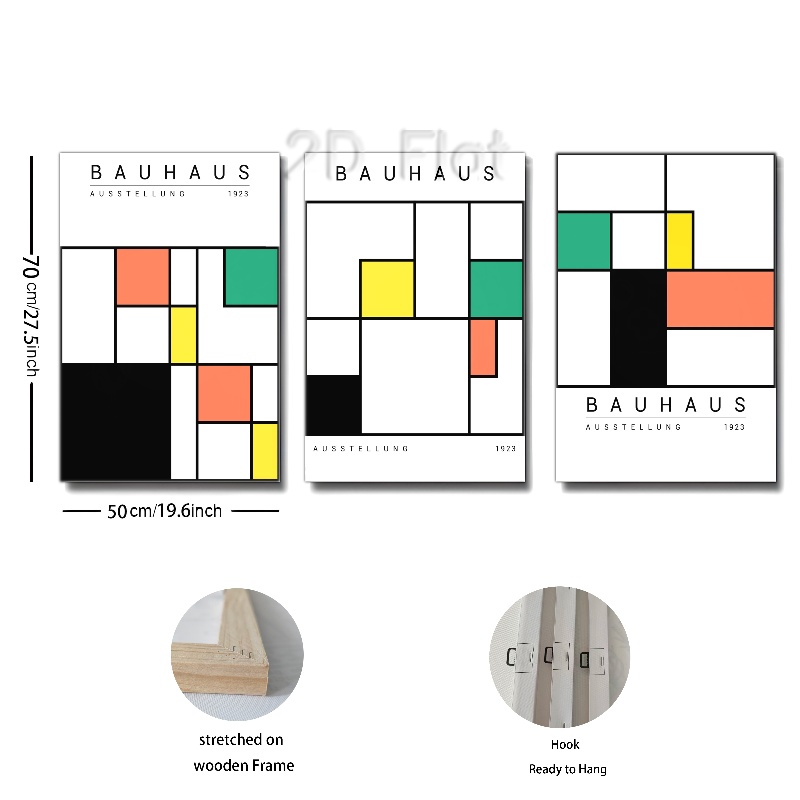 2D Flat
BAUHAUS
AUSSTELLUNG 1923
BAUHAUS
AUSSTELLUNG 1923
BAUHAUS
AUSSTELLUNG 1923
70 cm/27.5inch
50cm/19.6inch
stretched on
wooden Frame
Hook
Ready to Hang